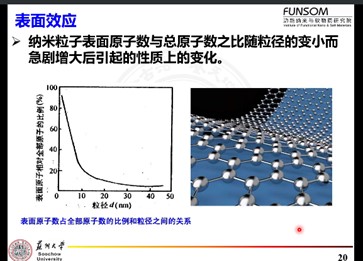 表面效应
FUNSOM
苏州纳米与软物质研究院
Institute of Functional Nano & Soft Materials
➢ 纳米粒子表面原子数与总原子数之比随粒径的变小而
急剧增大后引起的性质上的变化。
表面原子相对全部原子的比例(%)
100
80
60
40
20
0 10 20 30 40 50
粒径 d(nm)
表面原子数占全部原子数的比例和粒径之间的关系
苏州大学
Soochow
University
20